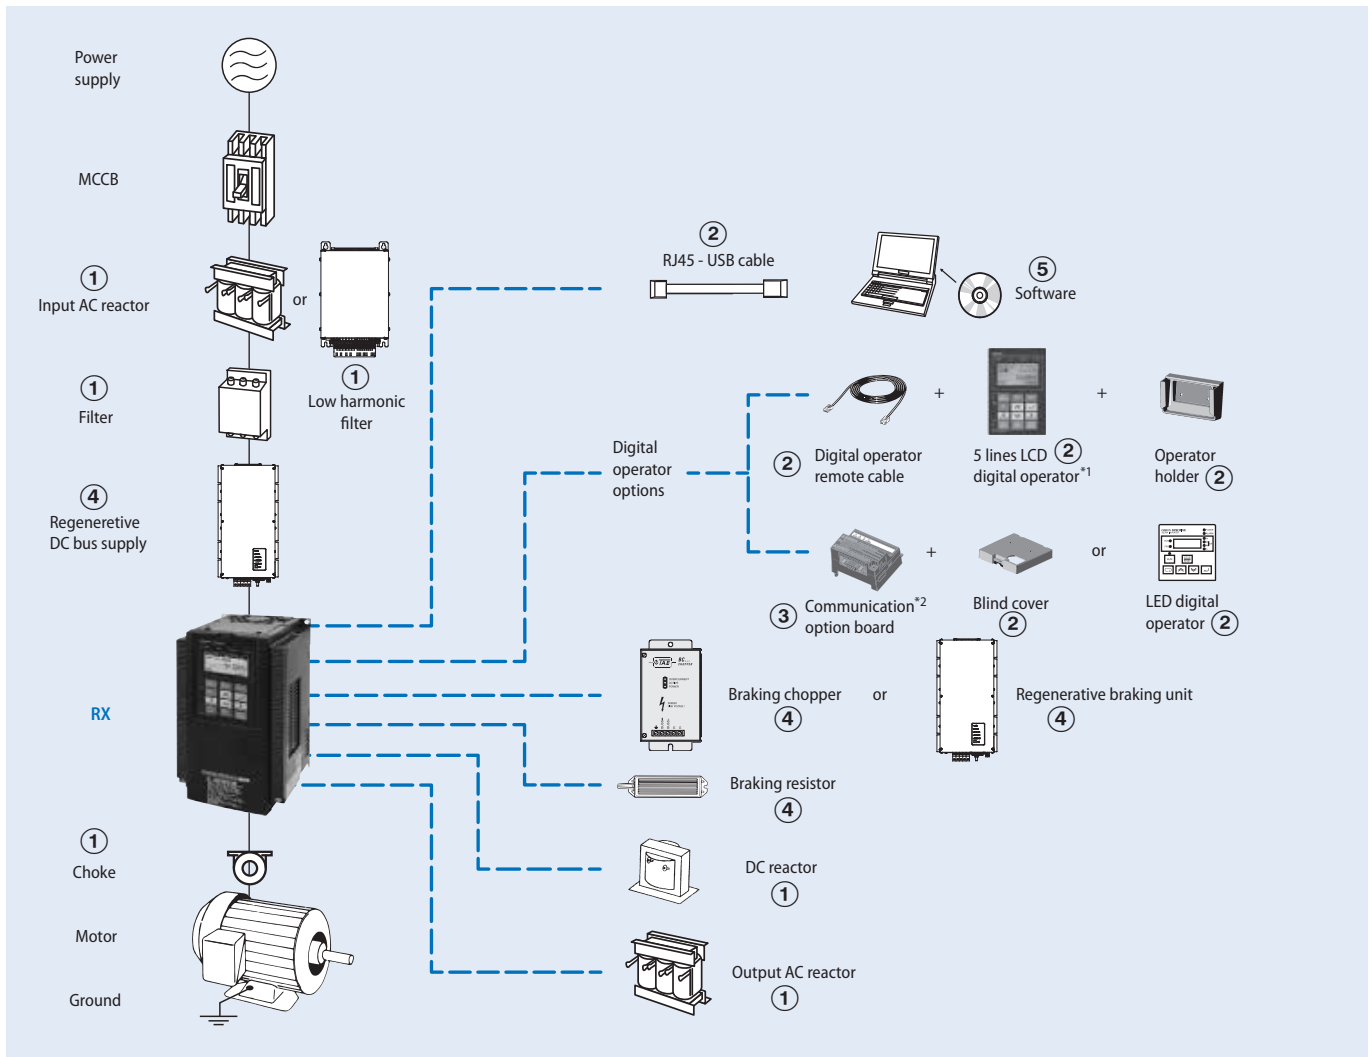 Power
supply
MCCB
1
Input AC reactor
or
1
Low harmonic
filter
1
Filter
4
Regeneretive
DC bus supply
RX
1
Choke
Motor
Ground
2
RJ45 - USB cable
5
Software
Digital
operator
options
+
+
2 Digital operator
remote cable
5 lines LCD 2
digital operator*1
Operator
holder 2
+
or
3 Communication*2
option board
Blind cover
2
LED digital
operator 2
Braking chopper
4
or
Regenerative braking unit
4
Braking resistor
4
DC reactor
1
Output AC reactor
1